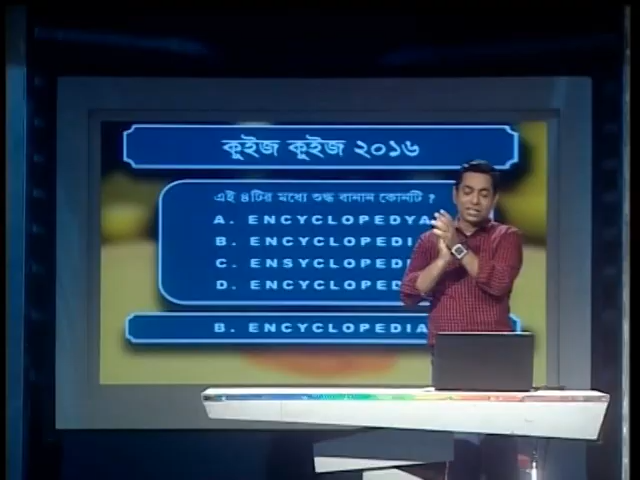 কুইজ কুইজ ২০১৬
এই ৪টির মধ্যে শুদ্ধ বানান কোনটি ?
A. ENCYCLOPEDYA
B.
C.
D.
B. ENCYCLOPEDIA